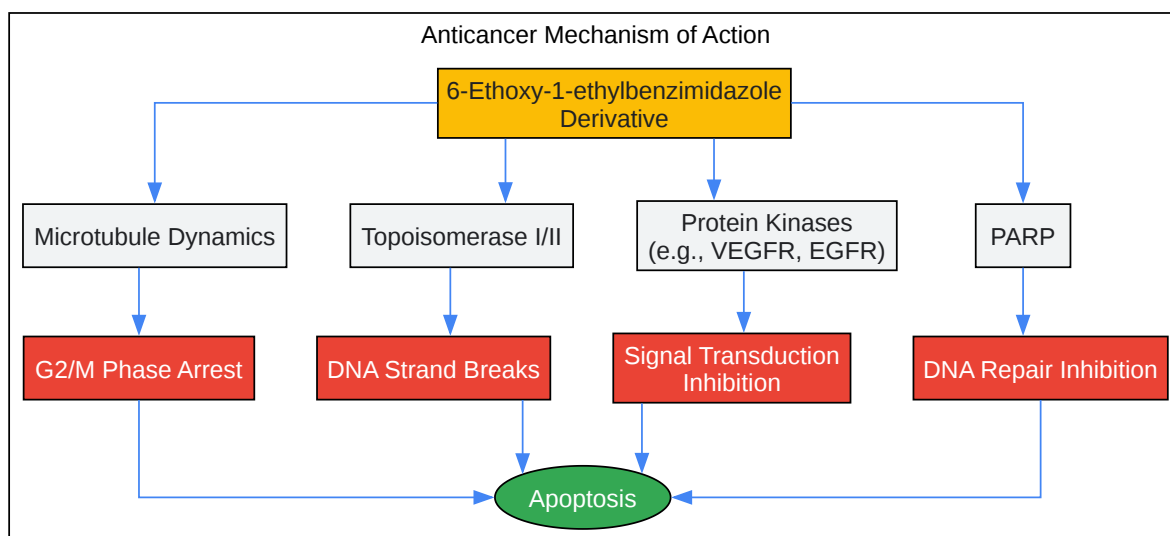 Anticancer Mechanism of Action
6-Ethoxy-1-ethylbenzimidazole
Derivative
Microtubule Dynamics
Topoisomerase I/II
Protein Kinases
(e.g., VEGFR, EGFR)
PARP
G2/M Phase Arrest
DNA Strand Breaks
Signal Transduction
Inhibition
DNA Repair Inhibition
Apoptosis